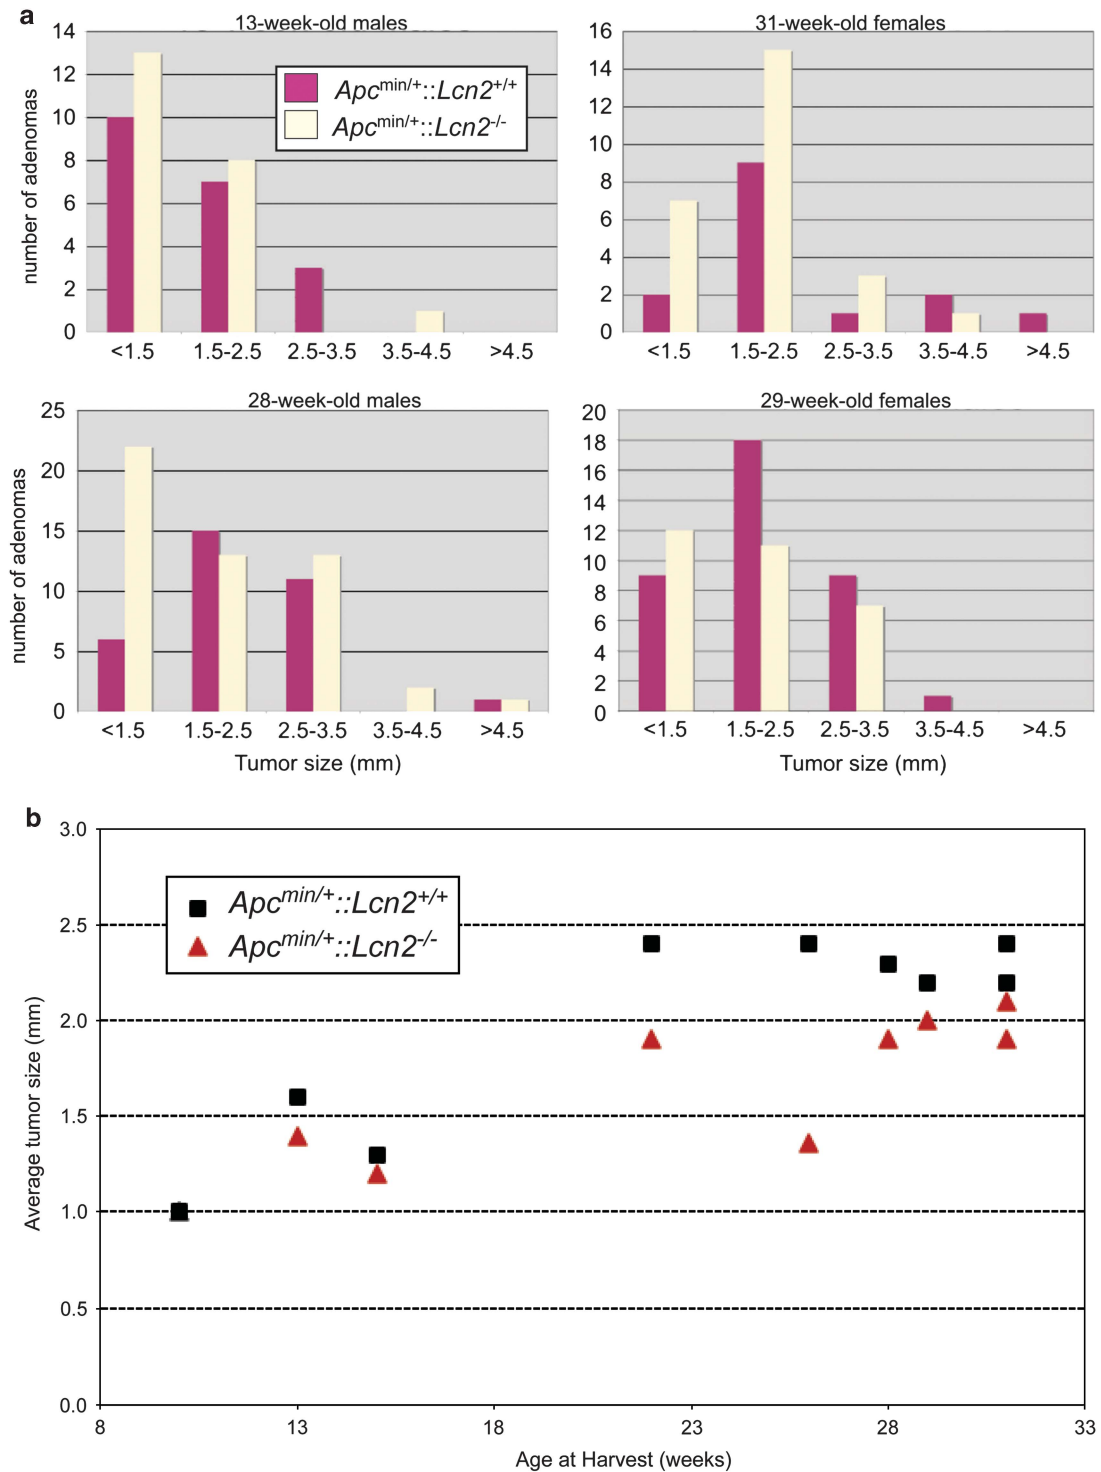 a
13-week-old males
number of adenomas
14
12
10
8
6
4
2
0
Apcmin/+::Lcn2+/+
Apcmin/+::Lcn2-/-
<1.5 1.5-2.5 2.5-3.5 3.5-4.5 >4.5
31-week-old females
16
14
12
10
8
6
4
2
0
<1.5 1.5-2.5 2.5-3.5 3.5-4.5 >4.5
28-week-old males
number of adenomas
25
20
15
10
5
0
<1.5 1.5-2.5 2.5-3.5 3.5-4.5 >4.5
Tumor size (mm)
29-week-old females
20
18
16
14
12
10
8
6
4
2
0
<1.5 1.5-2.5 2.5-3.5 3.5-4.5 >4.5
Tumor size (mm)
b
Average tumor size (mm)
3.0
2.5
2.0
1.5
1.0
0.5
0.0
Apcmin/+::Lcn2+/+
Apcmin/+::Lcn2-/-
8 13 18 23 28 33
Age at Harvest (weeks)